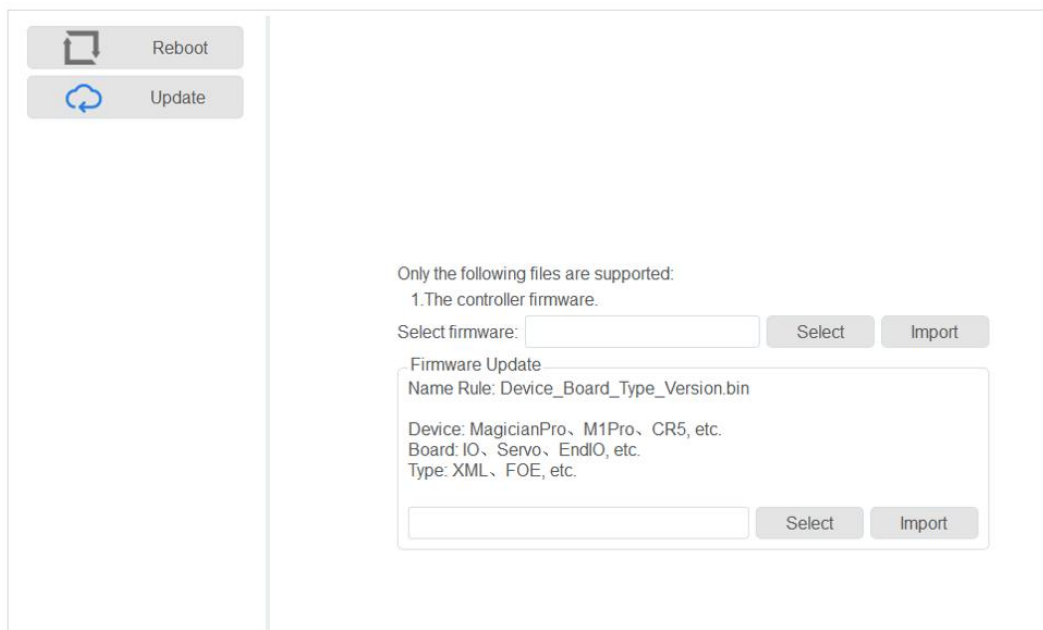 Reboot
Update
Only the following files are supported:
1.The controller firmware.
Select firmware: Select Import
Firmware Update
Name Rule: Device_Board_Type_Version.bin
Device: MagicianPro、M1Pro、CR5, etc.
Board: IO、Servo、EndIO, etc.
Type: XML、FOE, etc.
Select Import